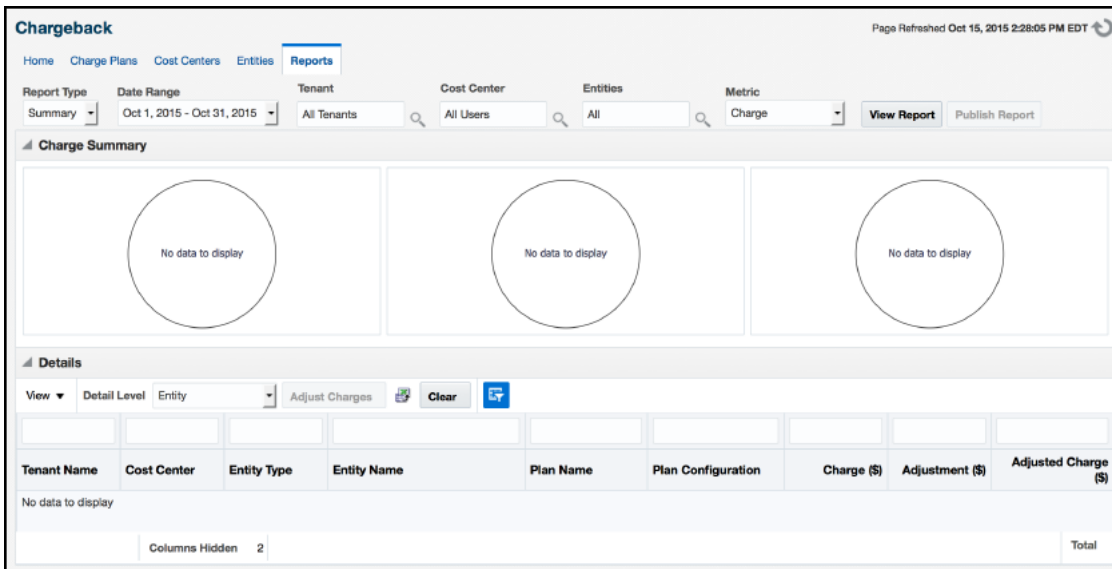 Chargeback
Page Refreshed Oct 15, 2015 2:28:05 PM EDT
Home Charge Plans Cost Centers Entities Reports
Report Type Date Range Tenant Cost Center Entities Metric
Summary Oct 1, 2015 - Oct 31, 2015 All Tenants All Users All Charge View Report Publish Report
Charge Summary
No data to display No data to display No data to display
Details
View Detail Level Entity Adjust Charges Clear
Tenant Name Cost Center Entity Type Entity Name Plan Name Plan Configuration Charge ($) Adjustment ($) Adjusted Charge
($)
No data to display
Columns Hidden 2 Total